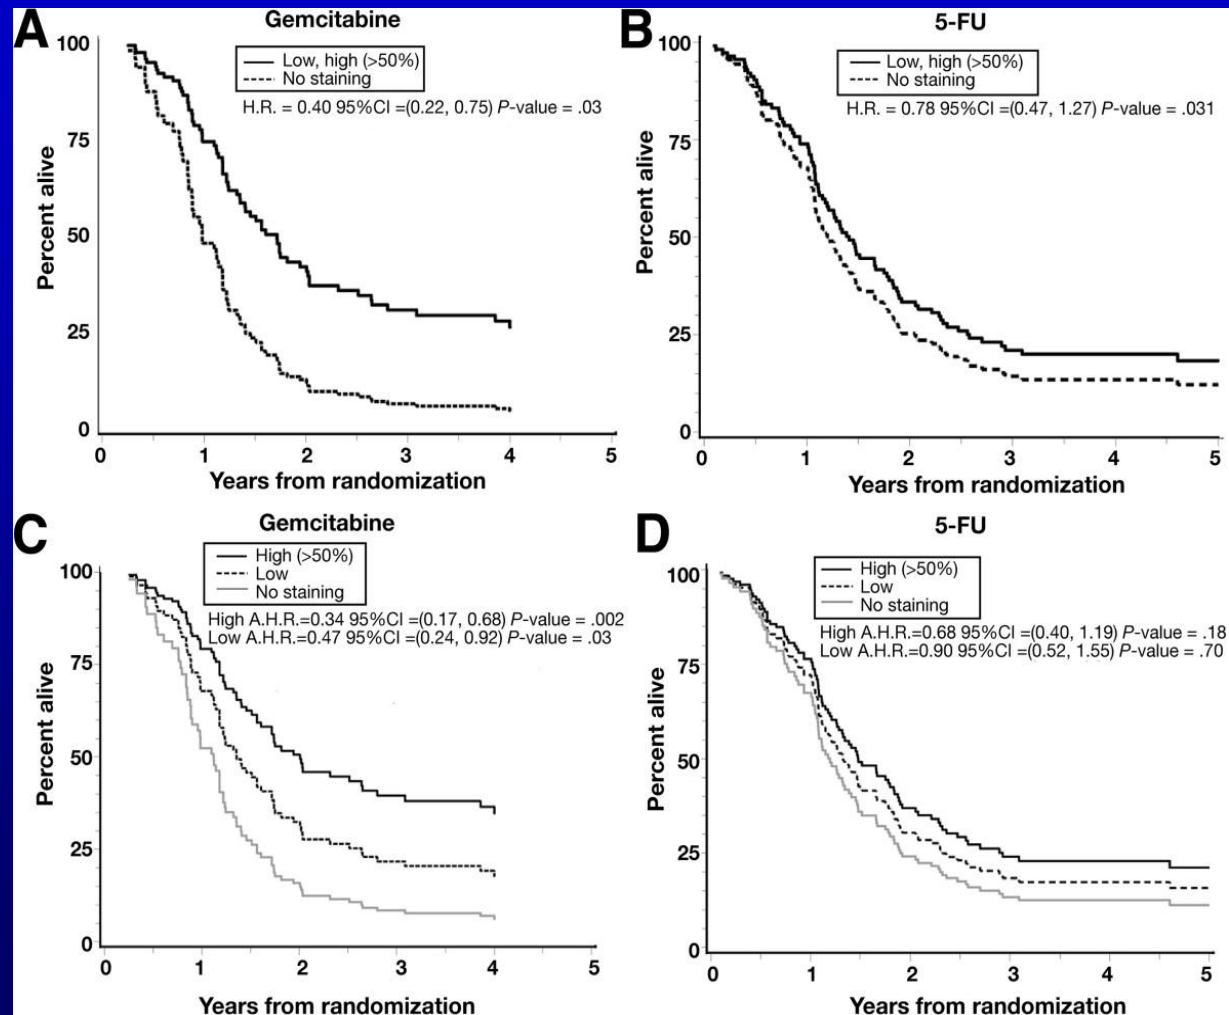 A
Gemcitabine
Low, high (>50%)
No staining
H.R. = 0.40 95%CI =(0.22, 0.75) P-value = .03
Percent alive
100
75
50
25
0
0 1 2 3 4 5
Years from randomization
B
5-FU
Low, high (>50%)
No staining
H.R. = 0.78 95%CI =(0.47, 1.27) P-value = .031
Percent alive
100
75
50
25
0
0 1 2 3 4 5
Years from randomization
C
Gemcitabine
High (>50%)
Low
No staining
High A.H.R.=0.34 95%CI =(0.17, 0.68) P-value = .002
Low A.H.R.=0.47 95%CI =(0.24, 0.92) P-value = .03
Percent alive
100
75
50
25
0
0 1 2 3 4 5
Years from randomization
D
5-FU
High (>50%)
Low
No staining
High A.H.R.=0.68 95%CI =(0.40, 1.19) P-value = .18
Low A.H.R.=0.90 95%CI =(0.52, 1.55) P-value = .70
Percent alive
100
75
50
25
0
0 1 2 3 4 5
Years from randomization